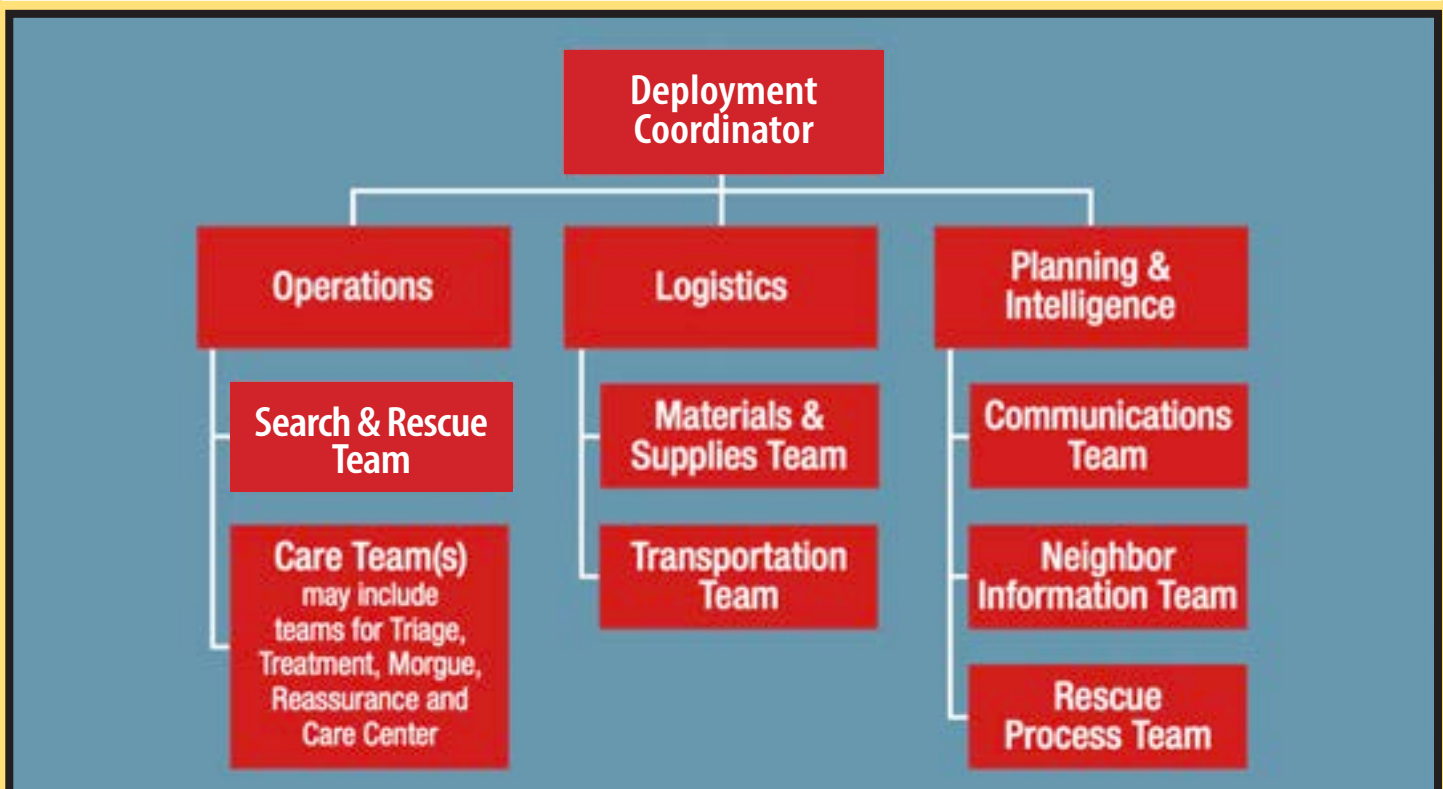 Deployment
Coordinator
Operations
Logistics
Planning &
Intelligence
Search & Rescue
Team
Materials &
Supplies Team
Communications
Team
Care Team(s)
may include
teams for Triage,
Treatment, Morgue,
Reassurance and
Care Center
Transportation
Team
Neighbor
Information Team
Rescue
Process Team